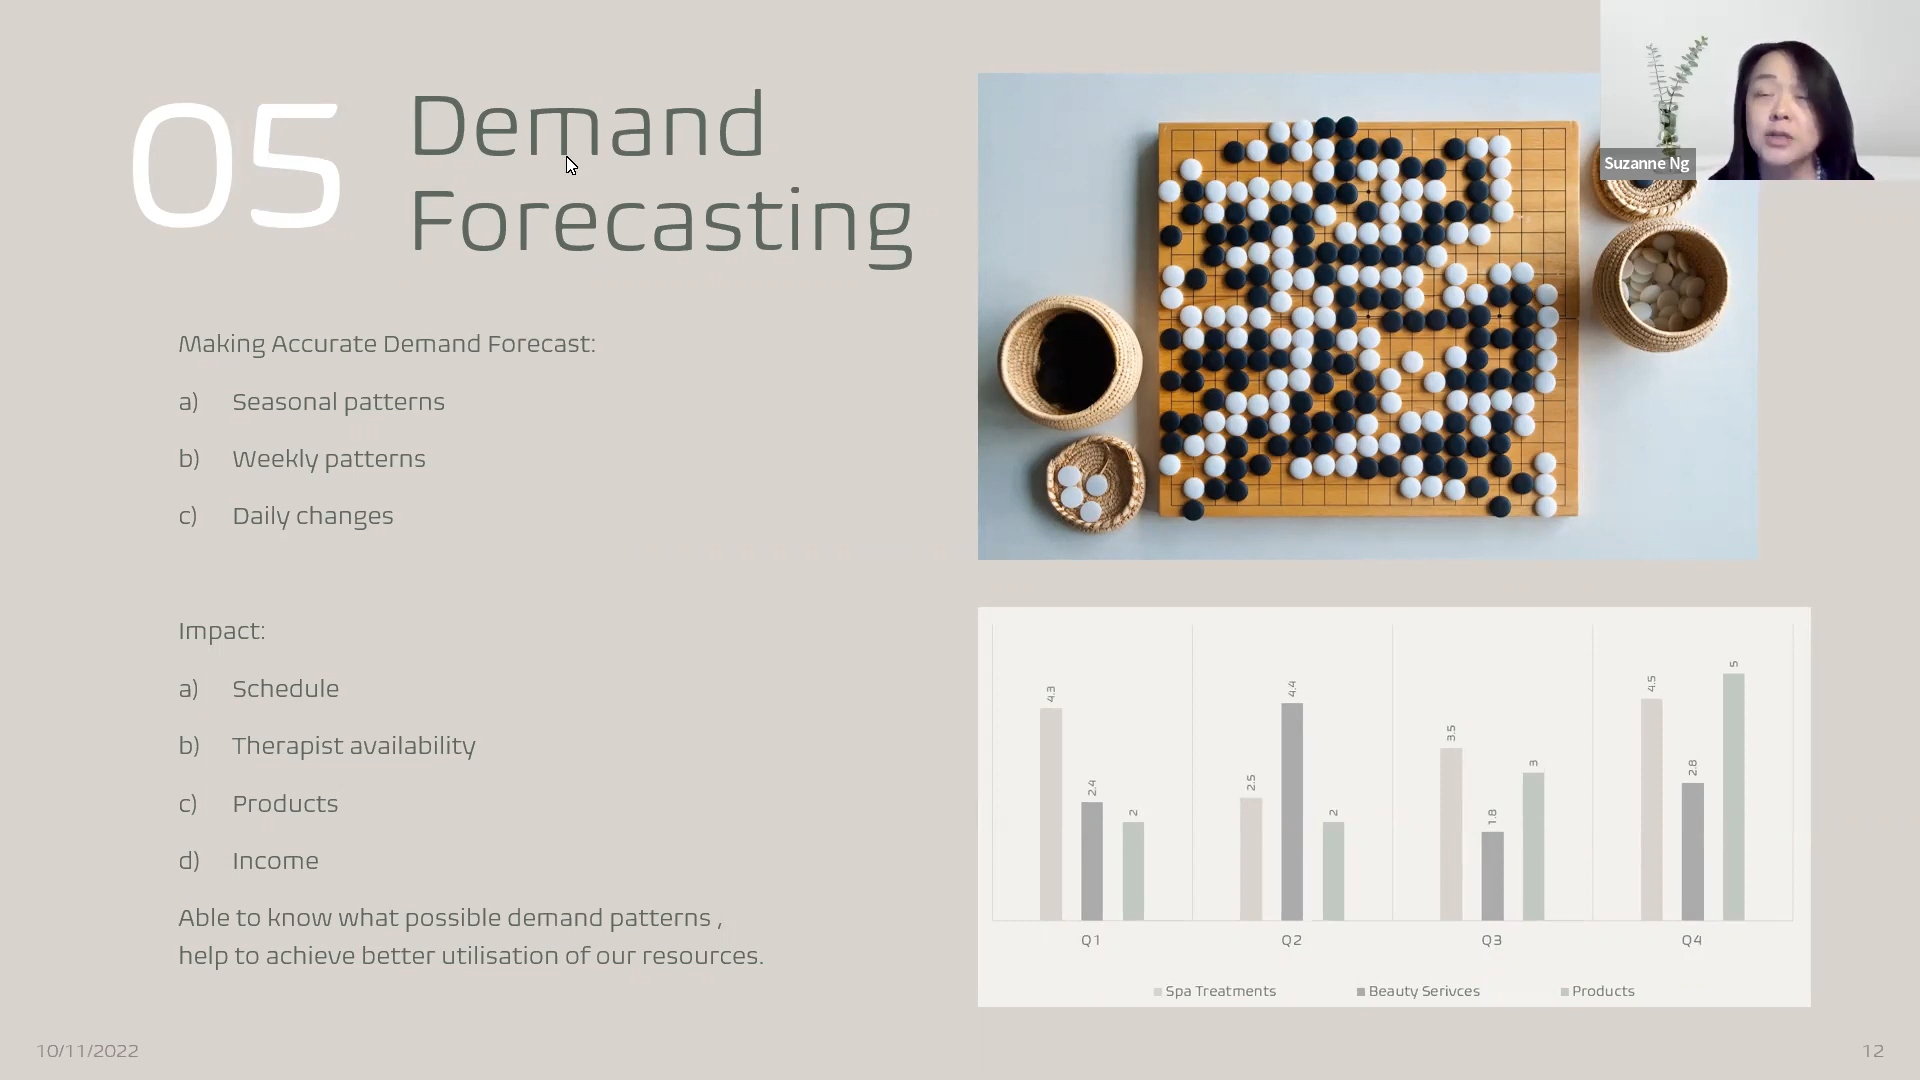 05
Demand
Forecasting
Suzanne Ng
Making Accurate Demand Forecast:
a) Seasonal patterns
b) Weekly patterns
c) Daily changes
Impact:
a) Schedule
b) Therapist availability
c) Products
d) Income
Able to know what possible demand patterns ,
help to achieve better utilisation of our resources.
4.3
2.4
2
2.5
4.4
2
3.5
1.8
3
4.5
2.8
5
Q1 Q2 Q3 Q4
Spa Treatments Beauty Serivces Products
10/11/2022
12